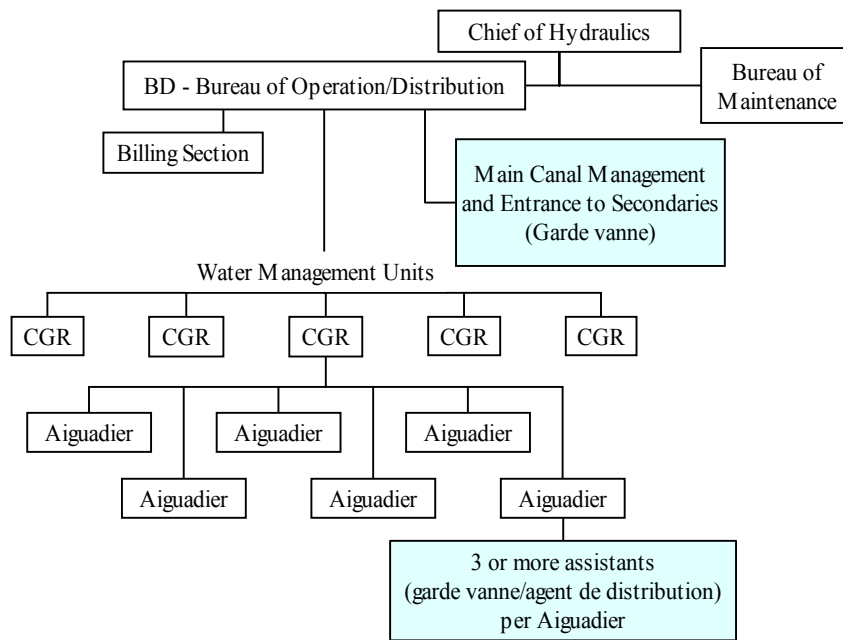 Chief of Hydraulics
BD - Bureau of Operation/Distribution
Bureau of
Maintenance
Billing Section
Main Canal Management
and Entrance to Secondaries
(Garde vanne)
Water Management Units
CGR
CGR
CGR
CGR
CGR
Aiguadier
Aiguadier
Aiguadier
Aiguadier
Aiguadier
Aiguadier
3 or more assistants
(garde vanne/agent de distribution)
per Aiguadier